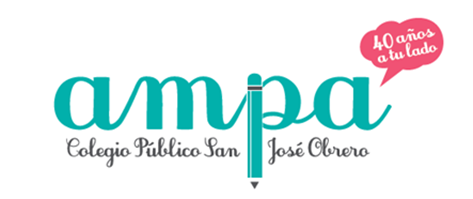 40 años
a tu lado
ampa
Colegio Público San José Obrero